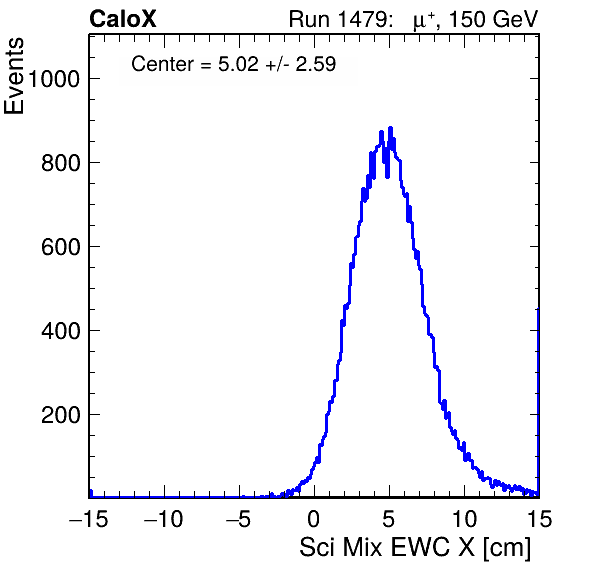 CaloX Run 1479: μ⁺, 150 GeV
Center = 5.02 +/- 2.59
Events
1000
800
600
400
200
−15 −10 −5 0 5 10 15
Sci Mix EWC X [cm]